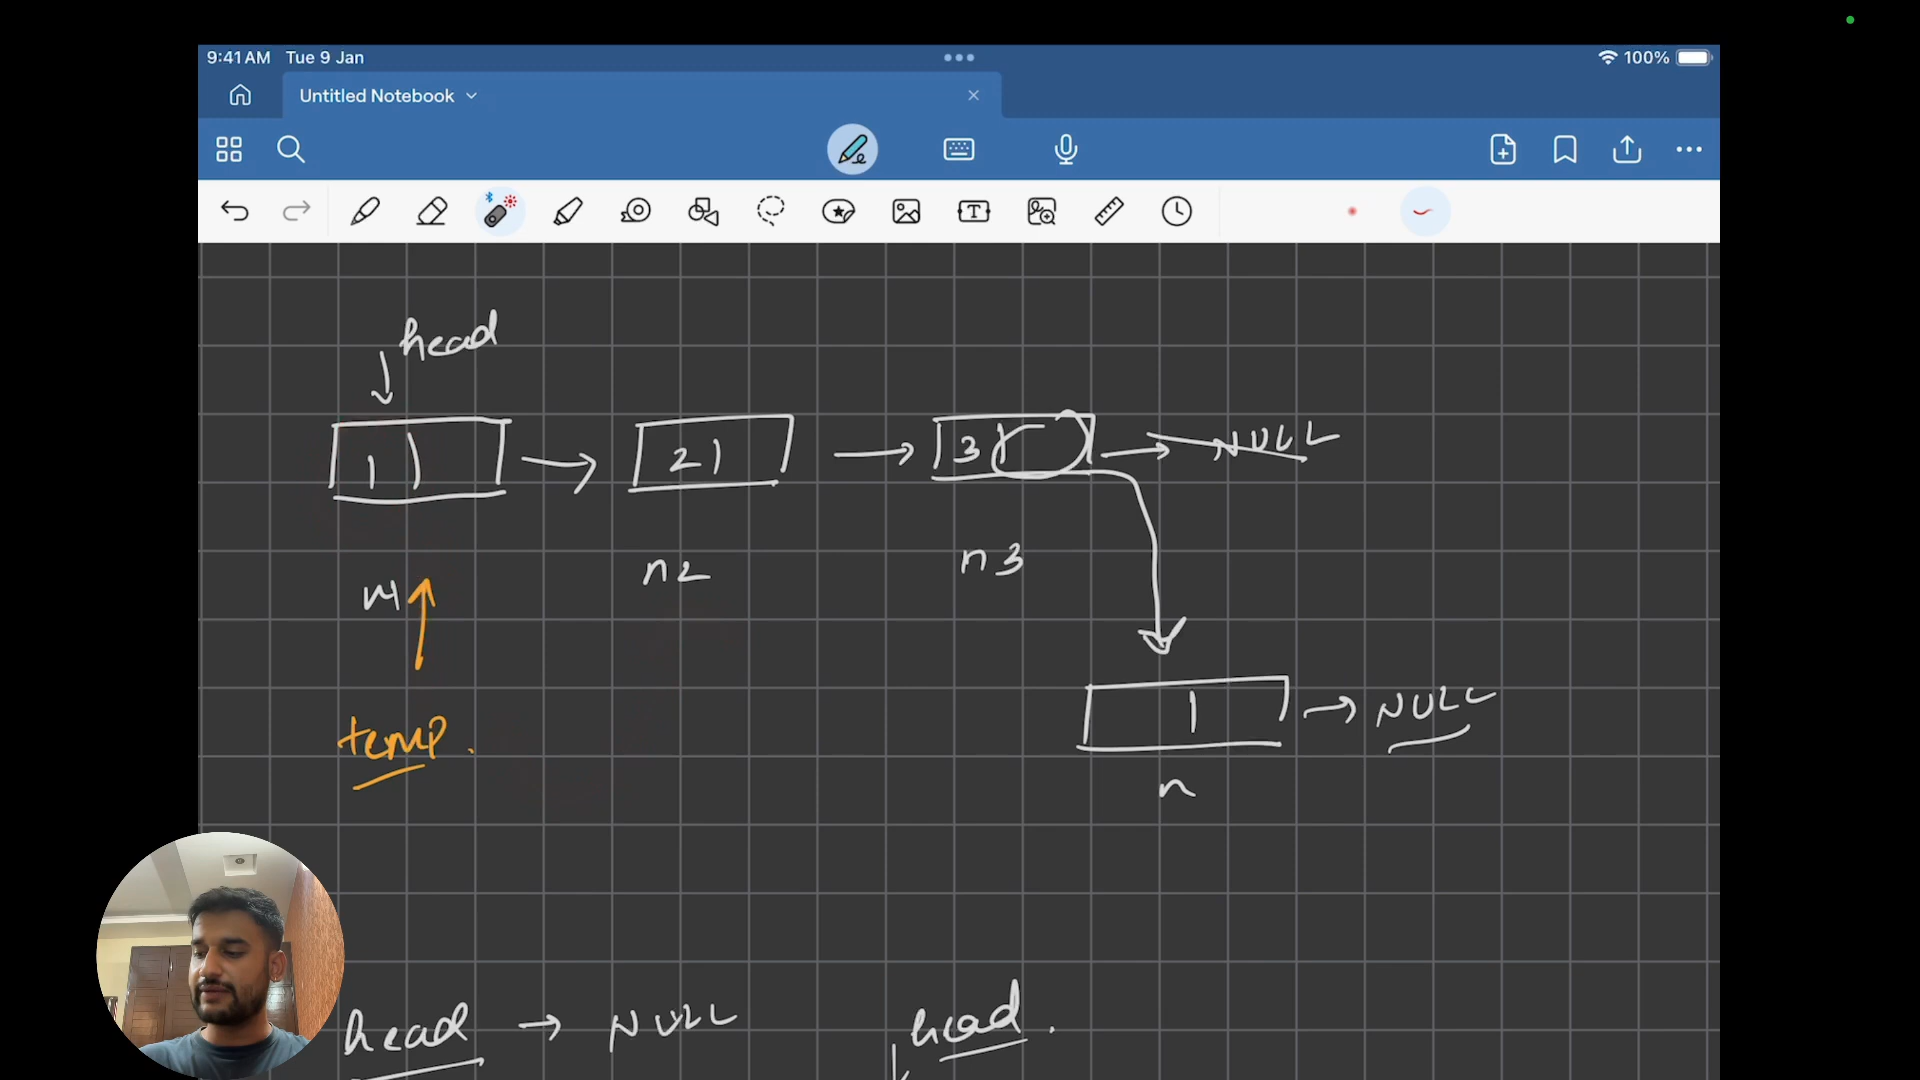 9:41 AM Tue 9 Jan
100%
Untitled Notebook
head
1
2
3
NULL
n1
n2
n3
temp.
NULL
n
head → NULL
head.